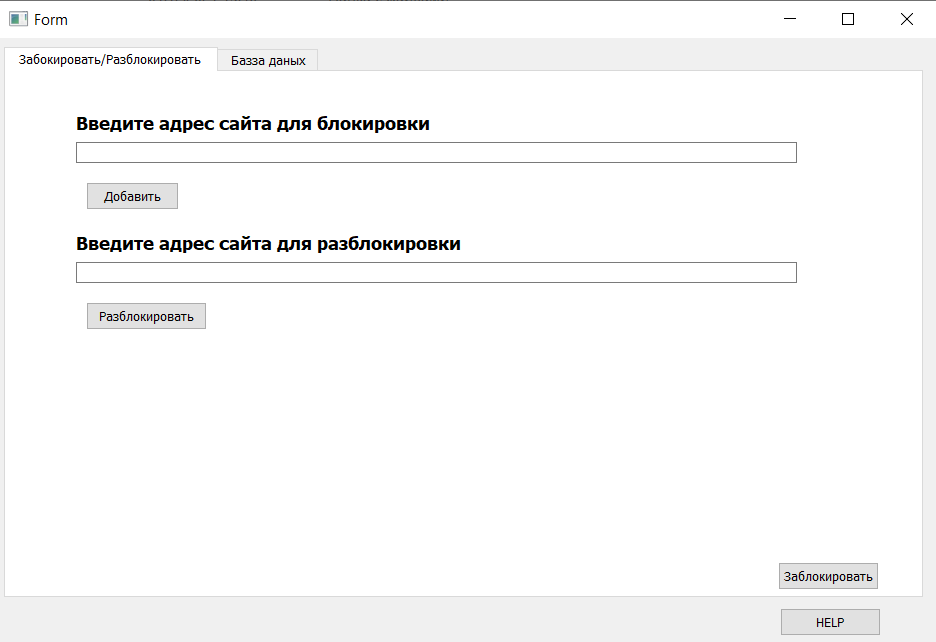 Form
Забокировать/Разблокировать
Базза даных
Введите адрес сайта для блокировки
Добавить
Введите адрес сайта для разблокировки
Разблокировать
Заблокировать
HELP